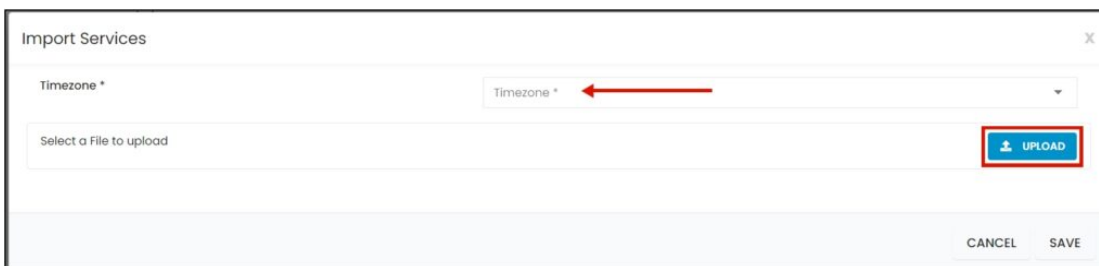 Import Services X
Timezone * Timezone *
Select a File to upload UPLOAD
CANCEL SAVE